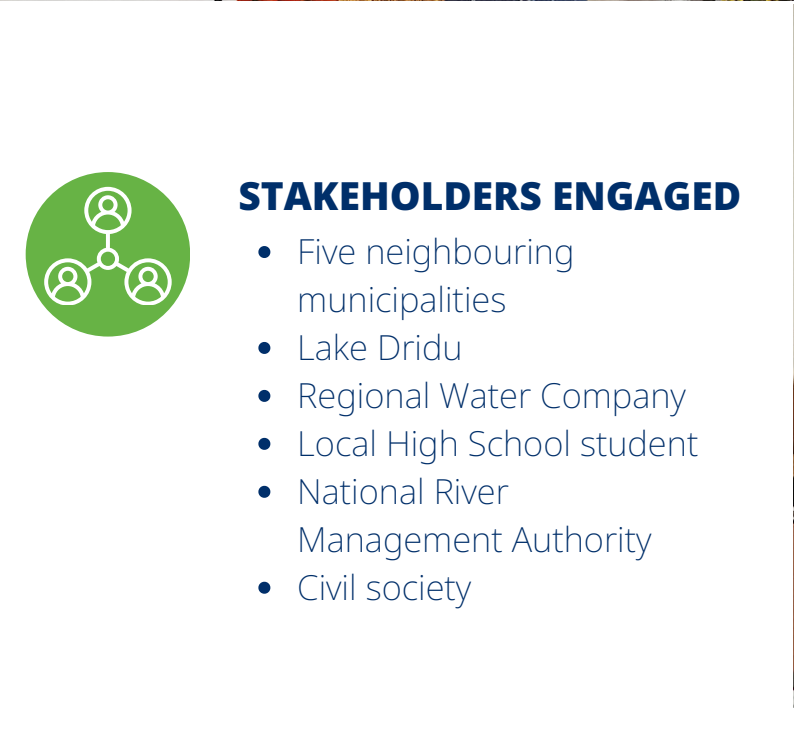 STAKEHOLDERS ENGAGED
• Five neighbouring
municipalities
• Lake Dridu
• Regional Water Company
• Local High School student
• National River
Management Authority
• Civil society